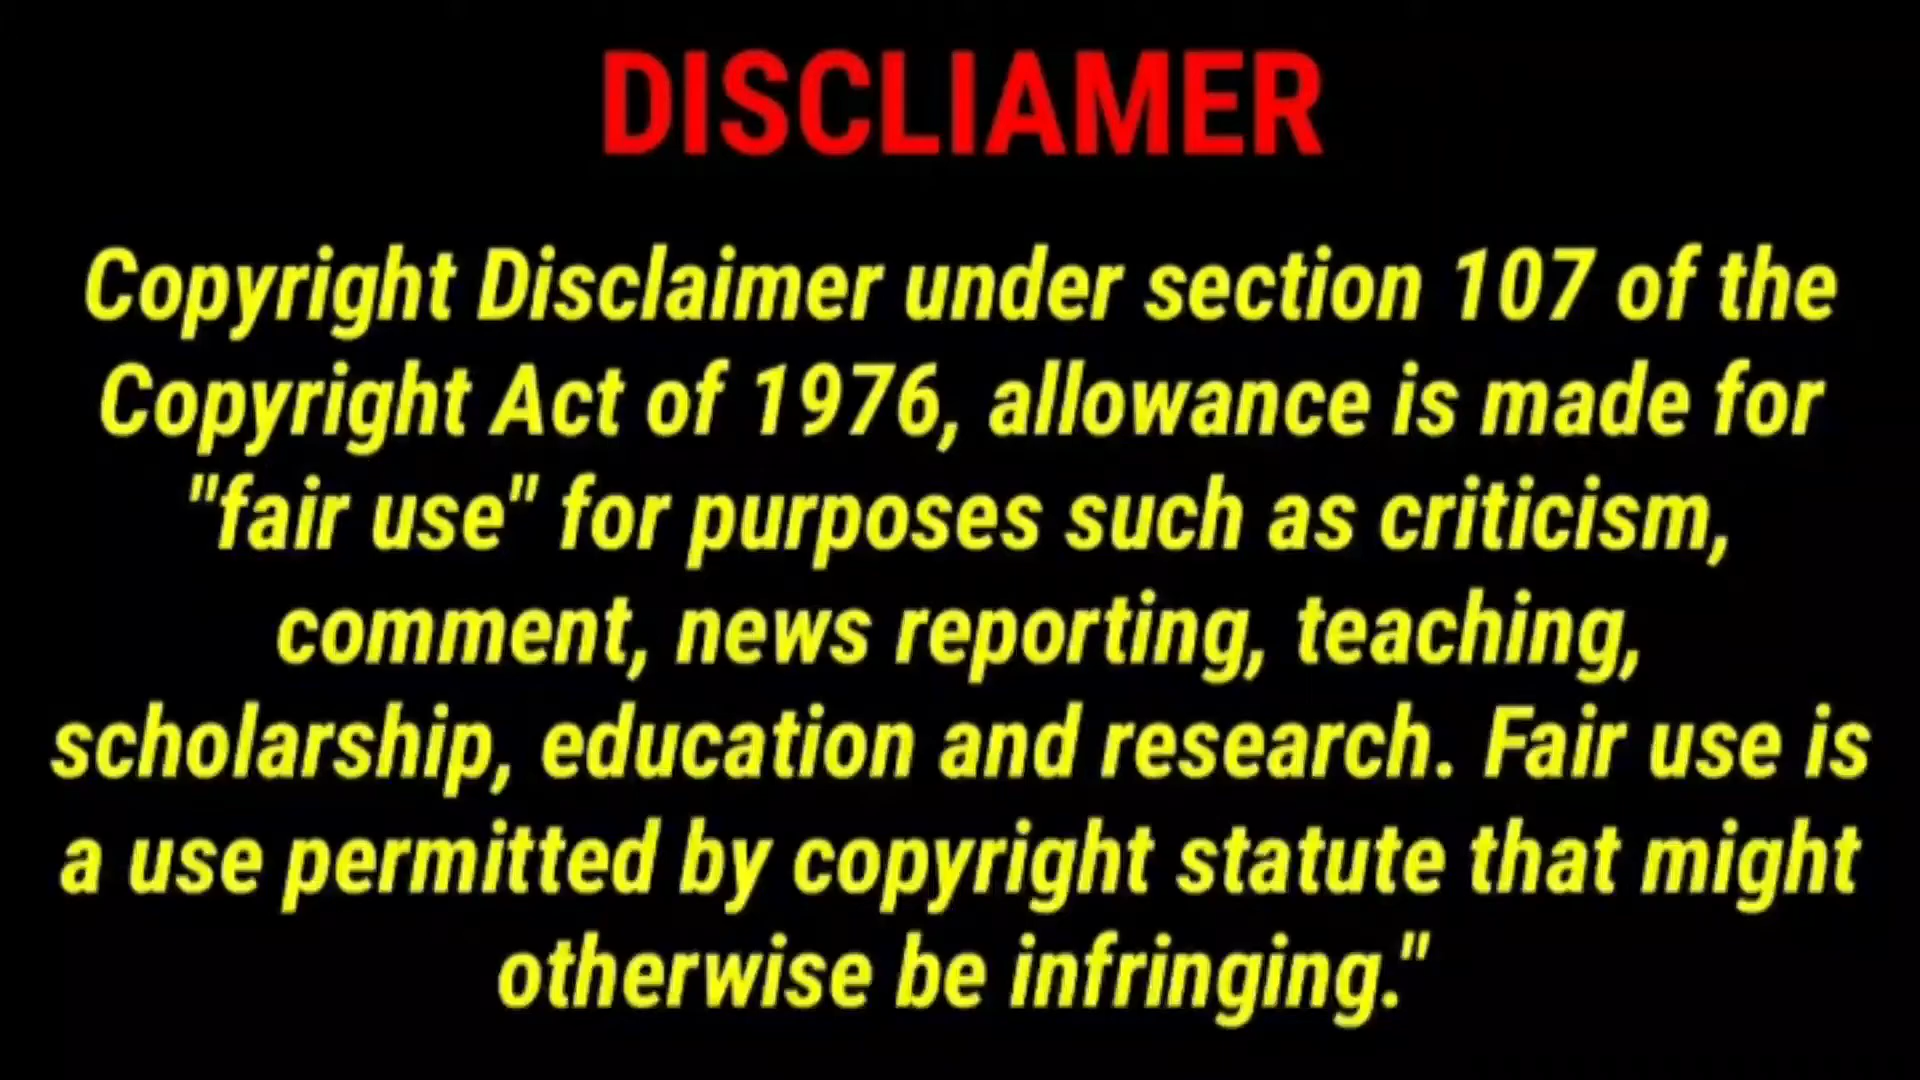 DISCLIAMER
Copyright Disclaimer under section 107 of the
Copyright Act of 1976, allowance is made for
"fair use" for purposes such as criticism,
comment, news reporting, teaching,
scholarship, education and research. Fair use is
a use permitted by copyright statute that might
otherwise be infringing."